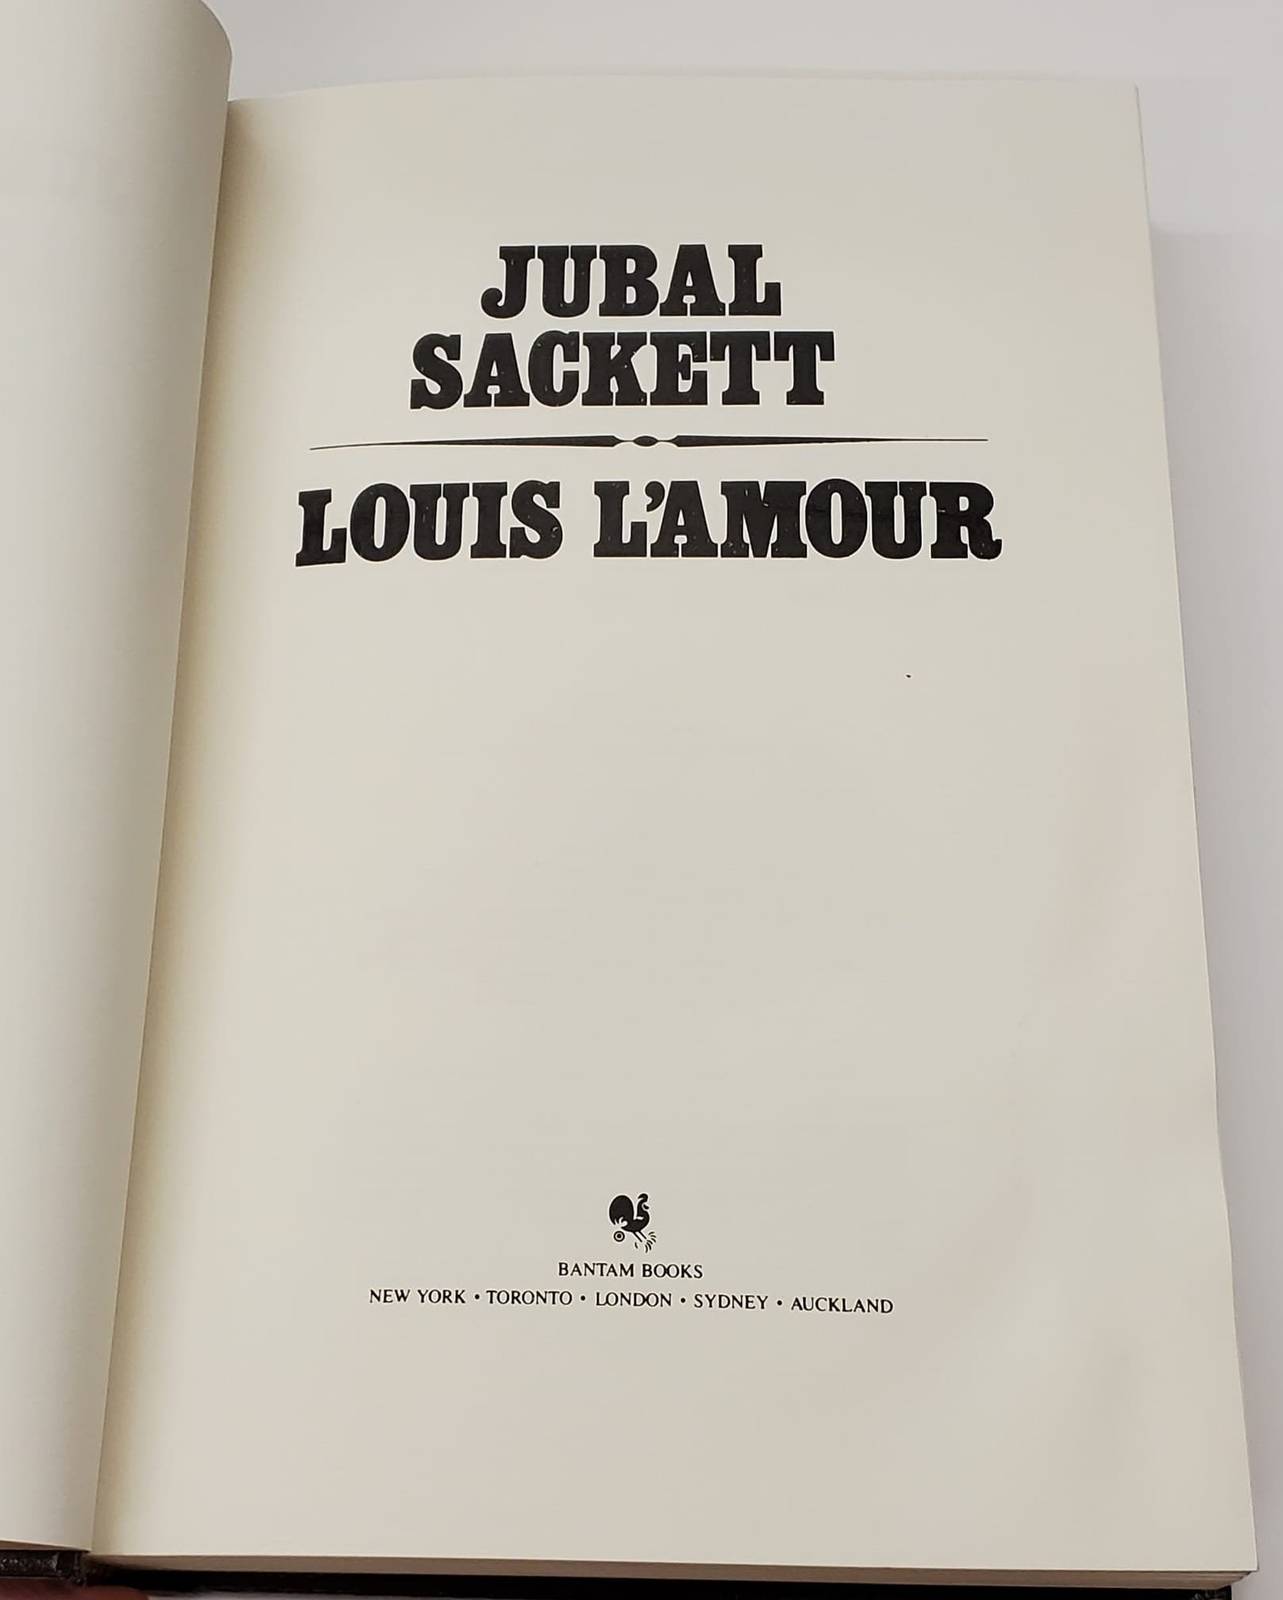 JUBAL
SACKETT
LOUIS L'AMOUR
BANTAM BOOKS
NEW YORK • TORONTO • LONDON • SYDNEY • AUCKLAND